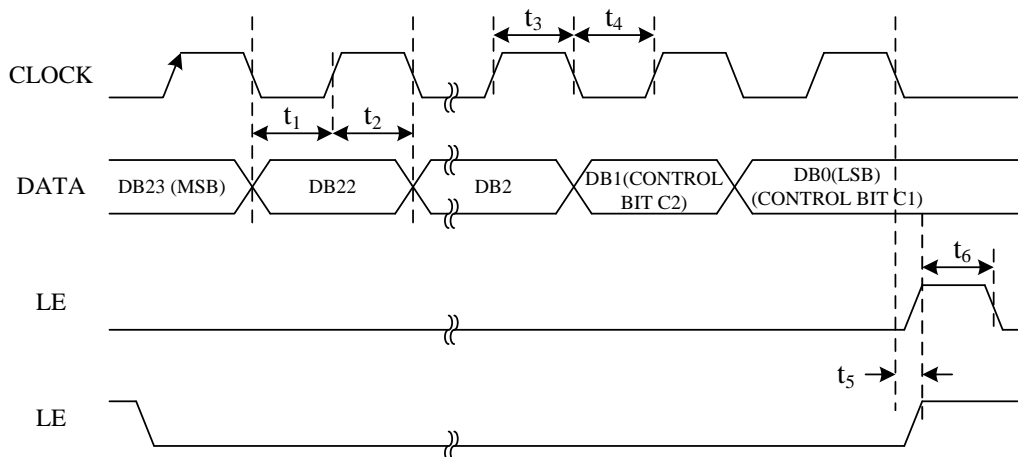 t3
t4
CLOCK
t1
t2
DATA
DB23 (MSB)
DB22
DB2
DB1(CONTROL
BIT C2)
DB0(LSB)
(CONTROL BIT C1)
t6
LE
t5
LE